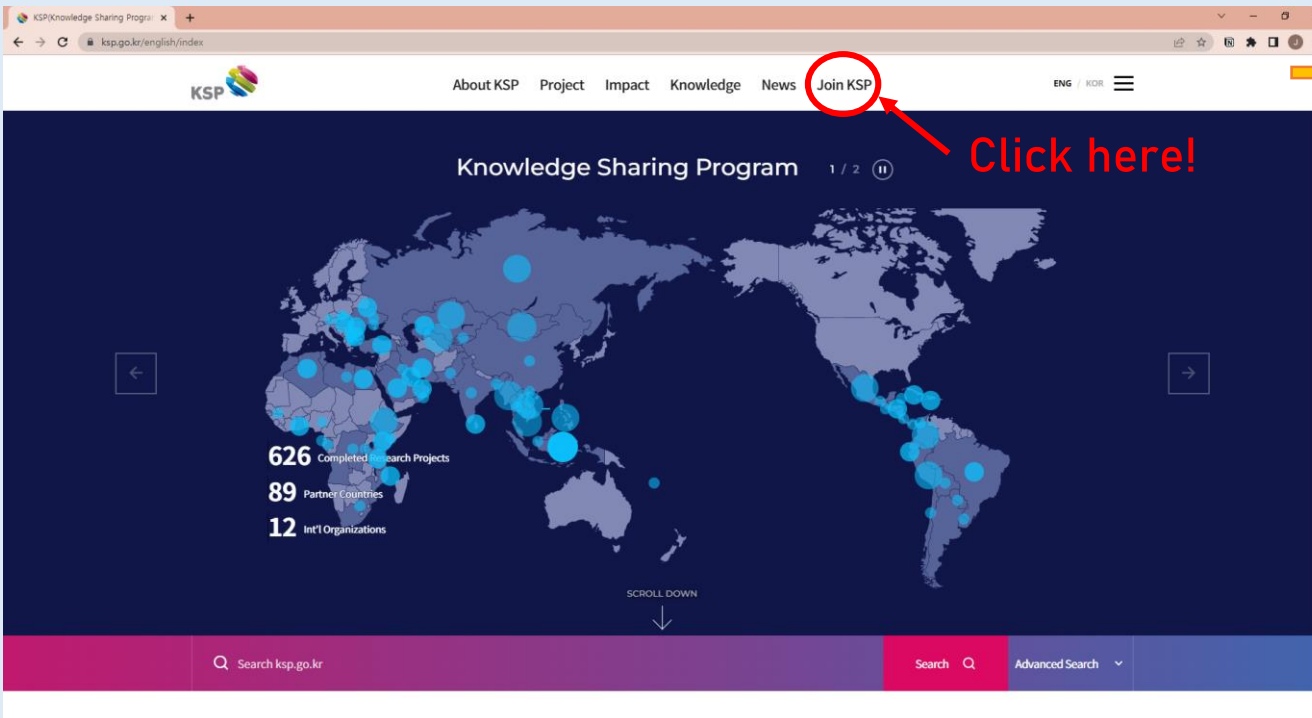 KSP(Knowledge Sharing Progra
ksp.go.kr/english/index
KSP
About KSP Project Impact Knowledge News Join KSP
ENG / KOR
Click here!
Knowledge Sharing Program 1 / 2
626 Completed Research Projects
89 Partner Countries
12 Int'l Organizations
SCROLL DOWN
Search ksp.go.kr
Search
Advanced Search